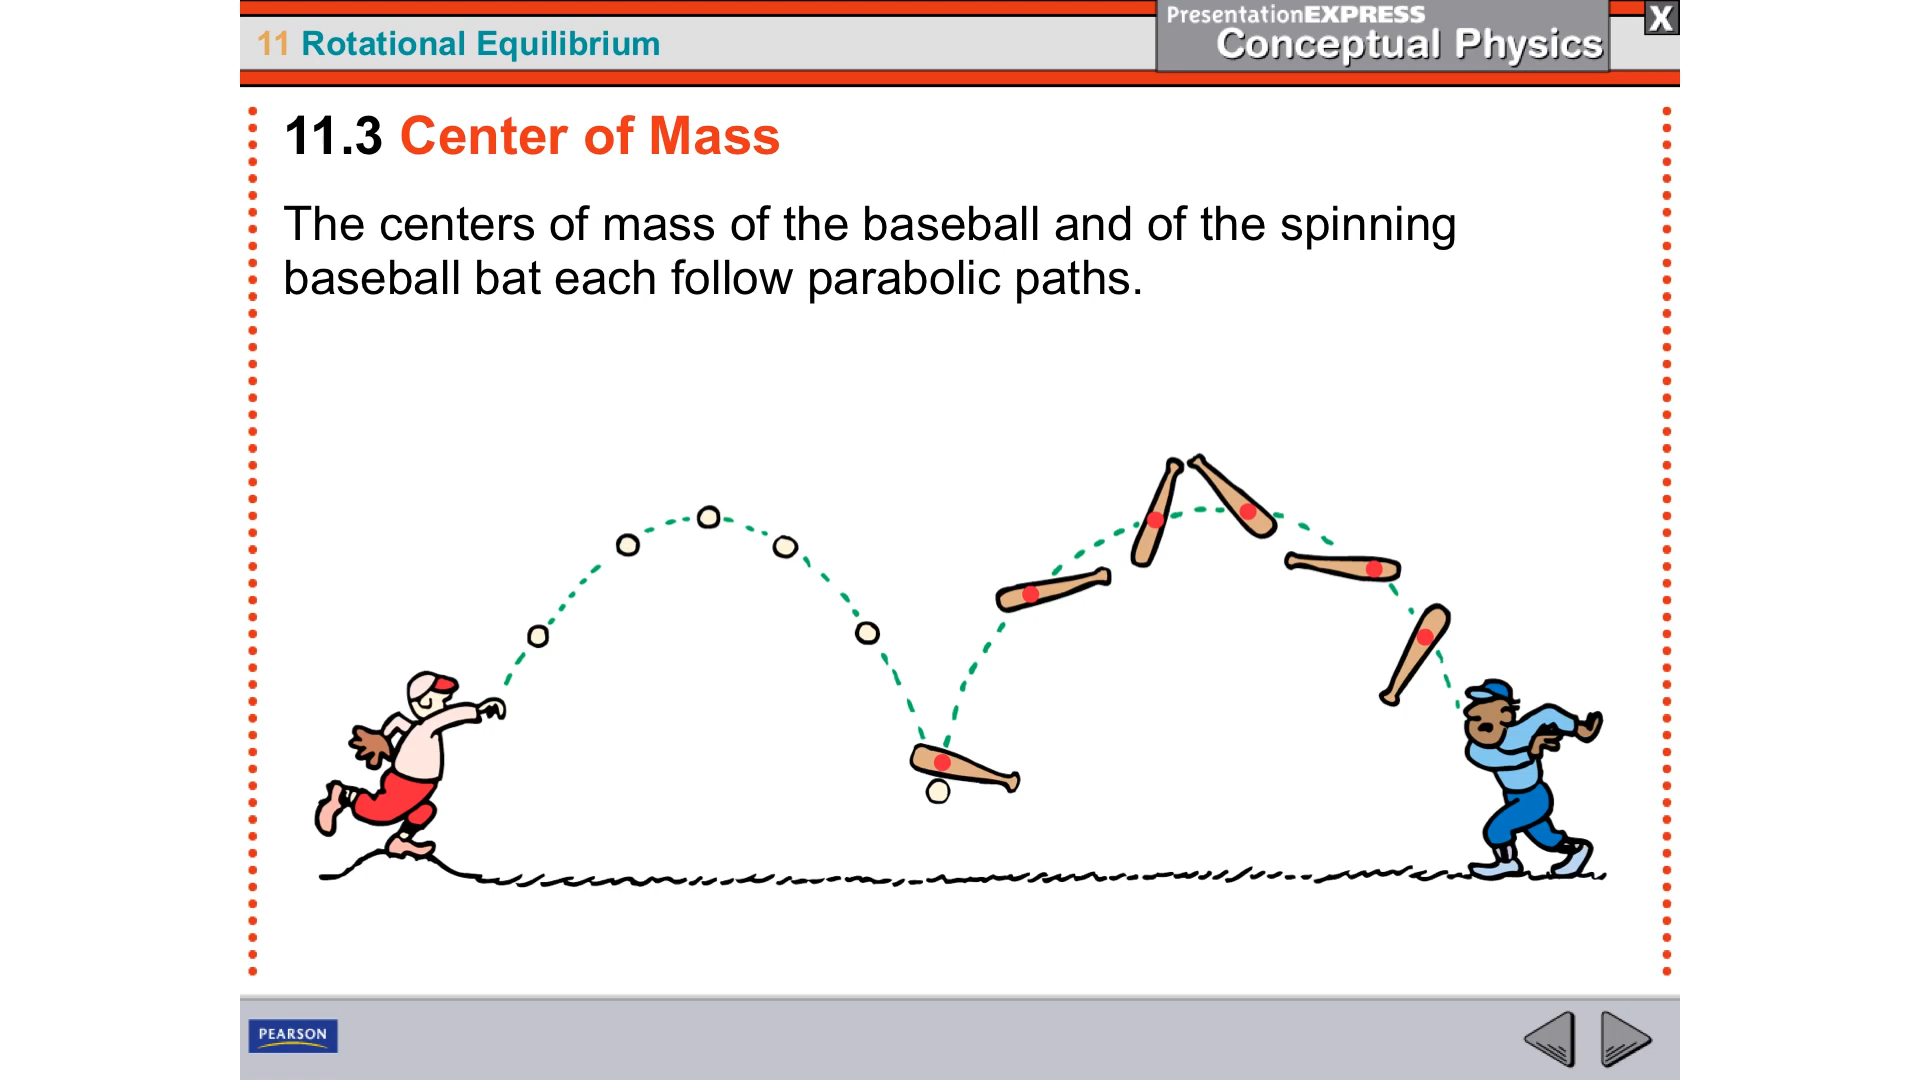 11 Rotational Equilibrium
PresentationEXPRESS
Conceptual Physics
X
11.3 Center of Mass
The centers of mass of the baseball and of the spinning
baseball bat each follow parabolic paths.
PEARSON